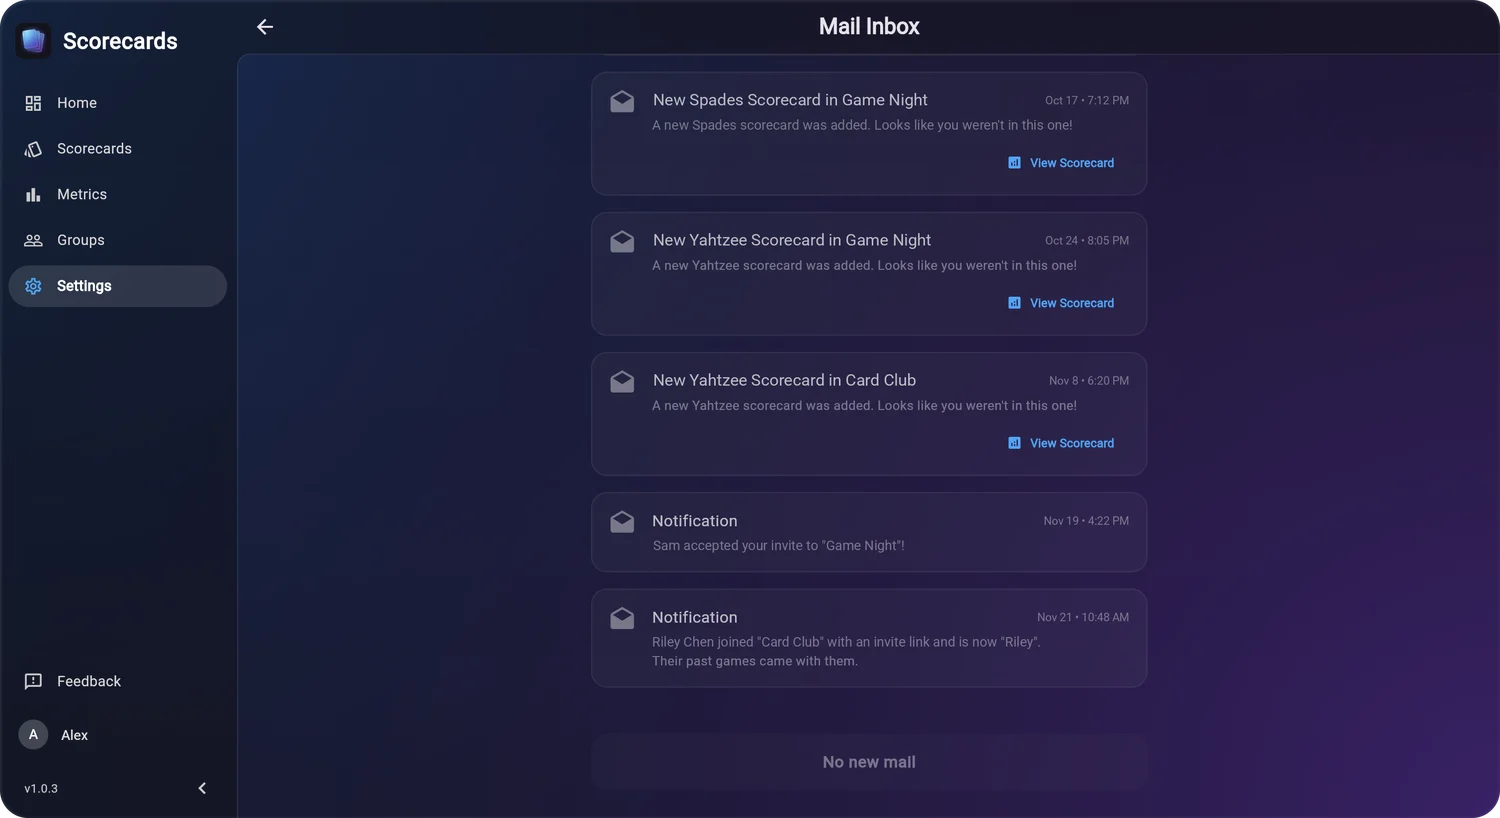 Scorecards
Home
Scorecards
Metrics
Groups
Settings
Feedback
A
Alex
v1.0.3
Mail Inbox
New Spades Scorecard in Game Night
Oct 17 • 7:12 PM
A new Spades scorecard was added. Looks like you weren't in this one!
View Scorecard
New Yahtzee Scorecard in Game Night
Oct 24 • 8:05 PM
A new Yahtzee scorecard was added. Looks like you weren't in this one!
View Scorecard
New Yahtzee Scorecard in Card Club
Nov 8 • 6:20 PM
A new Yahtzee scorecard was added. Looks like you weren't in this one!
View Scorecard
Notification
Nov 19 • 4:22 PM
Sam accepted your invite to "Game Night"!
Notification
Nov 21 • 10:48 AM
Riley Chen joined "Card Club" with an invite link and is now "Riley".
Their past games came with them.
No new mail